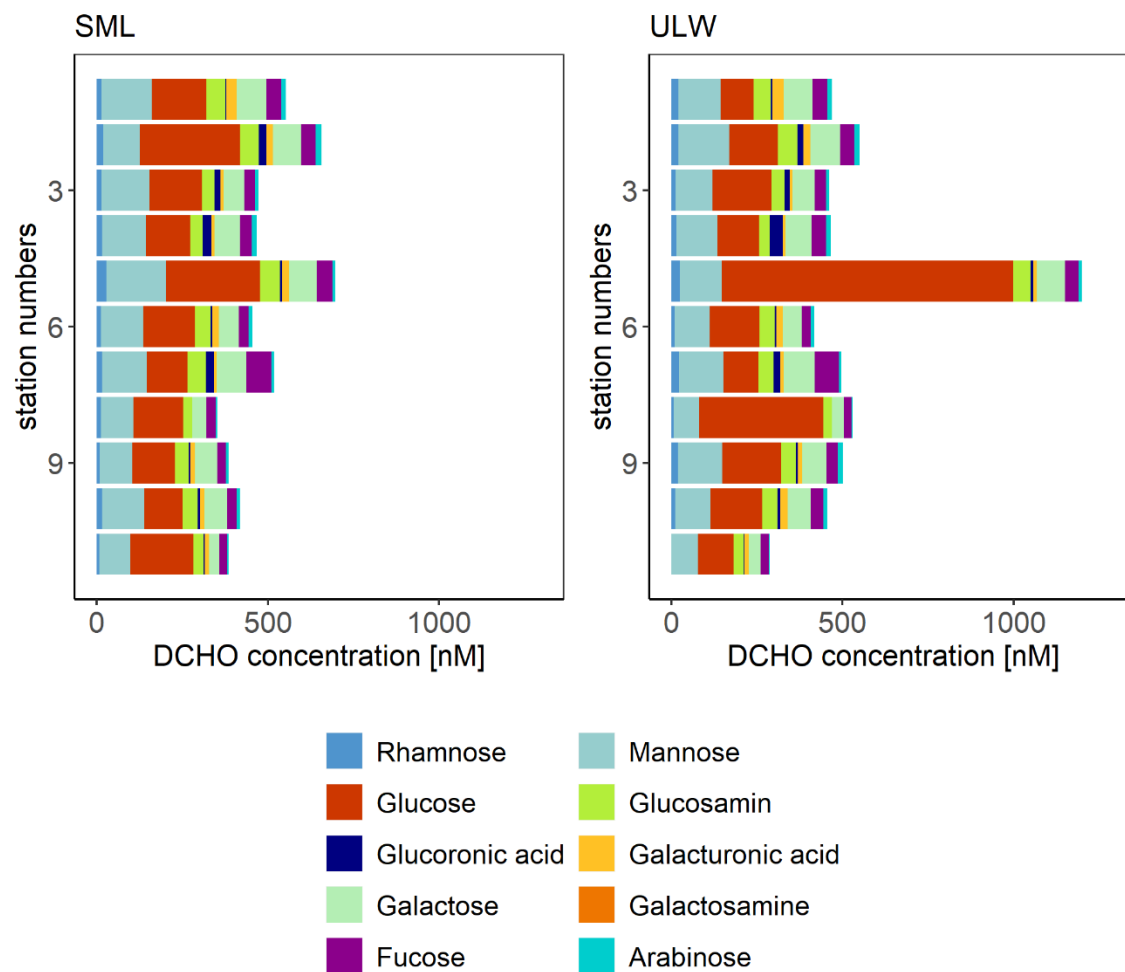 SML
ULW
station numbers
3
6
9
0 500 1000
DCHO concentration [nM]
station numbers
3
6
9
0 500 1000
DCHO concentration [nM]
Rhamnose
Mannose
Glucose
Glucosamin
Glucoronic acid
Galacturonic acid
Galactose
Galactosamine
Fucose
Arabinose